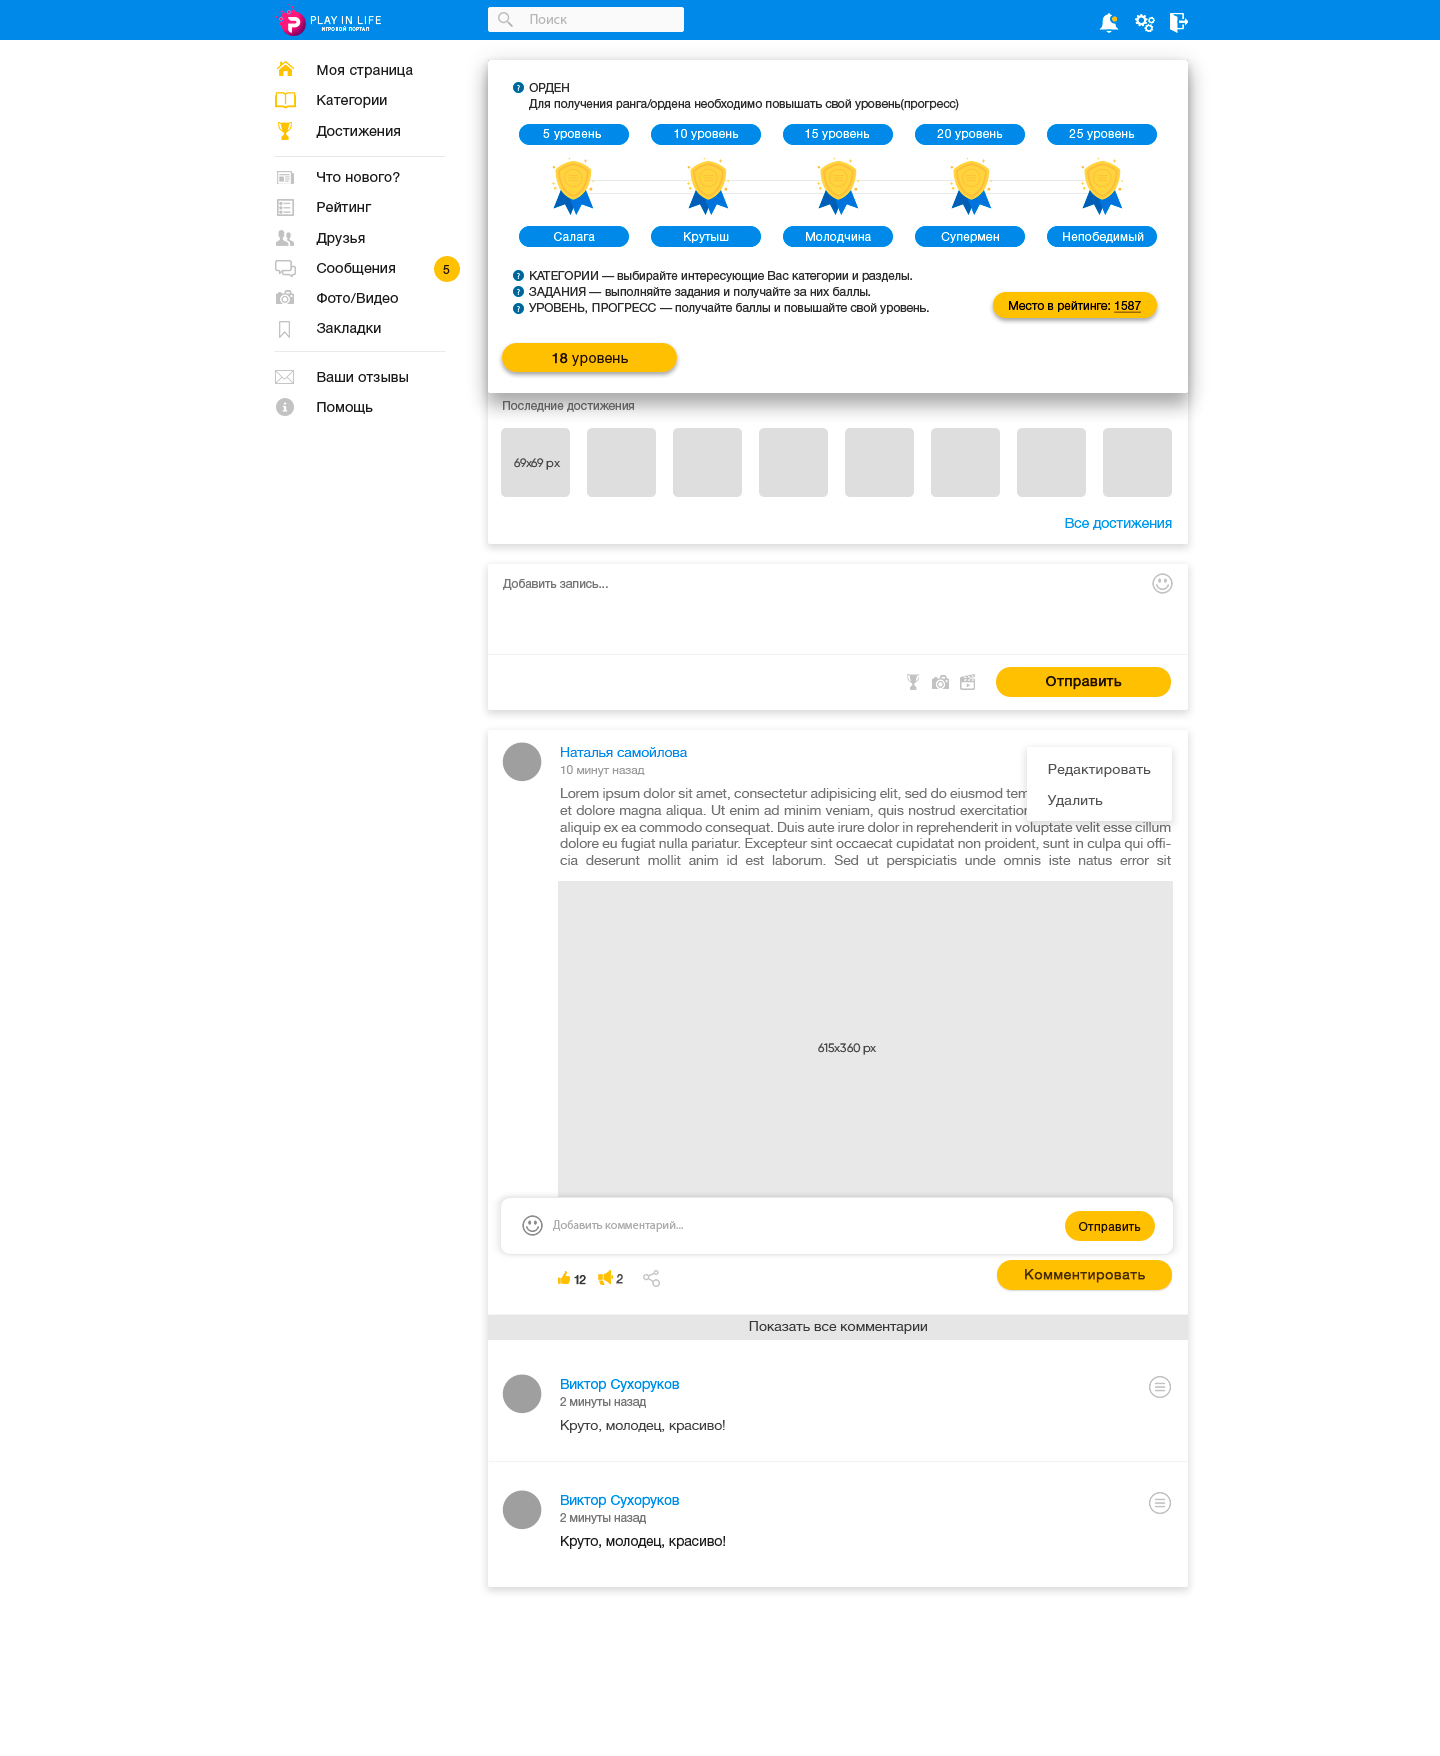 PLAY IN LIFE
ИГРОВОЙ ПОРТАЛ
Поиск
Моя страница
Категории
Достижения
Что нового?
Рейтинг
Друзья
Сообщения
5
Фото/Видео
Закладки
Ваши отзывы
Помощь
? ОРДЕН
Для получения ранга/ордена необходимо повышать свой уровень(прогресс)
5 уровень 10 уровень 15 уровень 20 уровень 25 уровень
Салага Крутыш Молодчина Супермен Непобедимый
? КАТЕГОРИИ — выбирайте интересующие Вас категории и разделы.
? ЗАДАНИЯ — выполняйте задания и получайте за них баллы.
? УРОВЕНЬ, ПРОГРЕСС — получайте баллы и повышайте свой уровень.
Место в рейтинге: 1587
18 уровень
Последние достижения
69x69 px
Все достижения
Добавить запись...
Отправить
Наталья самойлова
10 минут назад
Редактировать
Удалить
Lorem ipsum dolor sit amet, consectetur adipisicing elit, sed do eiusmod tem
et dolore magna aliqua. Ut enim ad minim veniam, quis nostrud exercitation
aliquip ex ea commodo consequat. Duis aute irure dolor in reprehenderit in voluptate velit esse cillum
dolore eu fugiat nulla pariatur. Excepteur sint occaecat cupidatat non proident, sunt in culpa qui offi-
cia deserunt mollit anim id est laborum. Sed ut perspiciatis unde omnis iste natus error sit
615x360 px
Добавить комментарий...
Отправить
12 2
Комментировать
Показать все комментарии
Виктор Сухоруков
2 минуты назад
Круто, молодец, красиво!
Виктор Сухоруков
2 минуты назад
Круто, молодец, красиво!